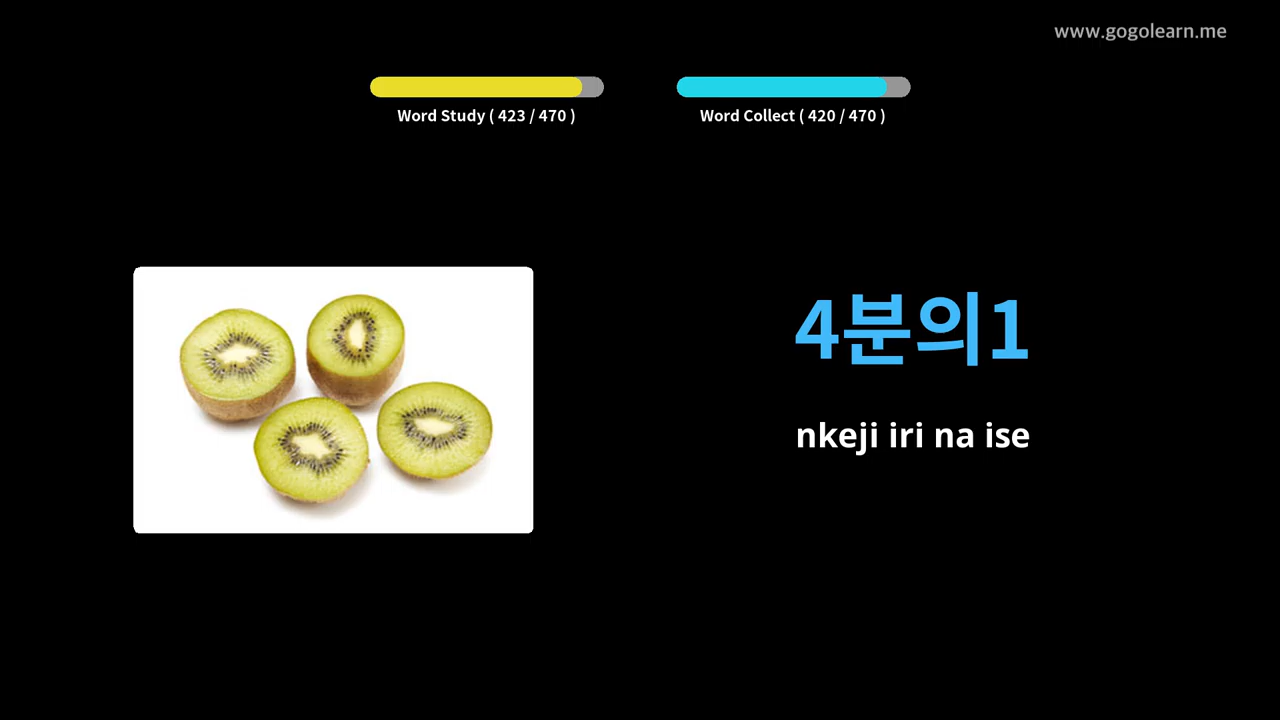 www.gogolearn.me
Word Study ( 423 / 470 )
Word Collect ( 420 / 470 )
4분의1
nkeji iri na ise